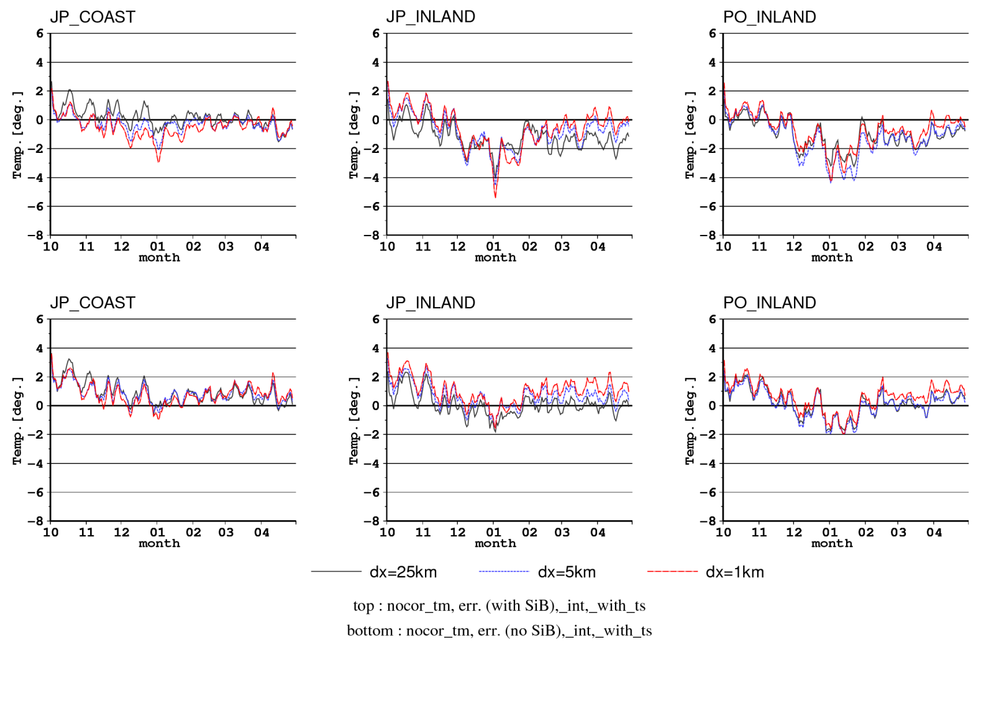 JP_COAST
6
4
2
0
−2
−4
−6
−8
Temp.[deg.]
10 11 12 01 02 03 04
month
JP_INLAND
6
4
2
0
−2
−4
−6
−8
Temp.[deg.]
10 11 12 01 02 03 04
month
PO_INLAND
6
4
2
0
−2
−4
−6
−8
Temp.[deg.]
10 11 12 01 02 03 04
month
JP_COAST
6
4
2
0
−2
−4
−6
−8
Temp.[deg.]
10 11 12 01 02 03 04
month
JP_INLAND
6
4
2
0
−2
−4
−6
−8
Temp.[deg.]
10 11 12 01 02 03 04
month
PO_INLAND
6
4
2
0
−2
−4
−6
−8
Temp.[deg.]
10 11 12 01 02 03 04
month
dx=25km dx=5km dx=1km
top : nocor_tm, err. (with SiB),_int,_with_ts
bottom : nocor_tm, err. (no SiB),_int,_with_ts